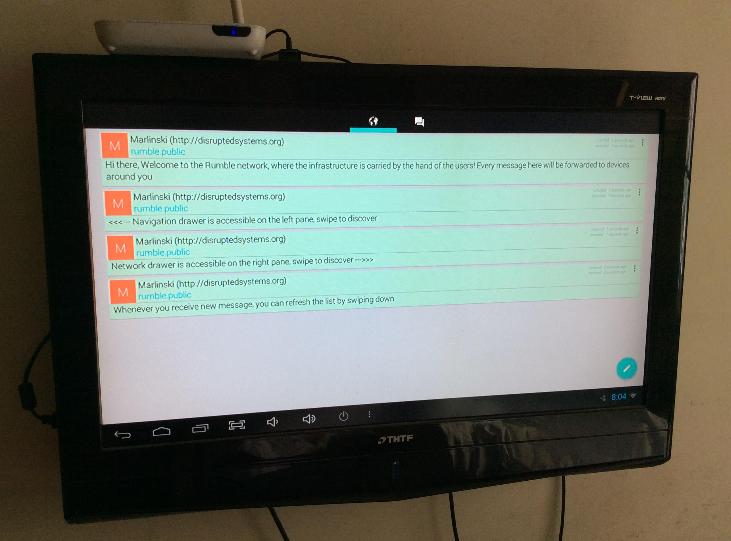 T-VIEW HDTV
Marlinski (http://disruptedsystems.org)
M
rumble.public
Hi there, Welcome to the Rumble network, where the infrastructure is carried by the hand of the users! Every message here will be forwarded to devices
around you
Marlinski (http://disruptedsystems.org)
M
rumble.public
<<<-- Navigation drawer is accessible on the left pane, swipe to discover
Marlinski (http://disruptedsystems.org)
M
rumble.public
Network drawer is accessible on the right pane, swipe to discover -->>>
Marlinski (http://disruptedsystems.org)
M
rumble.public
Whenever you receive new message, you can refresh the list by swiping down
8:04
THTF